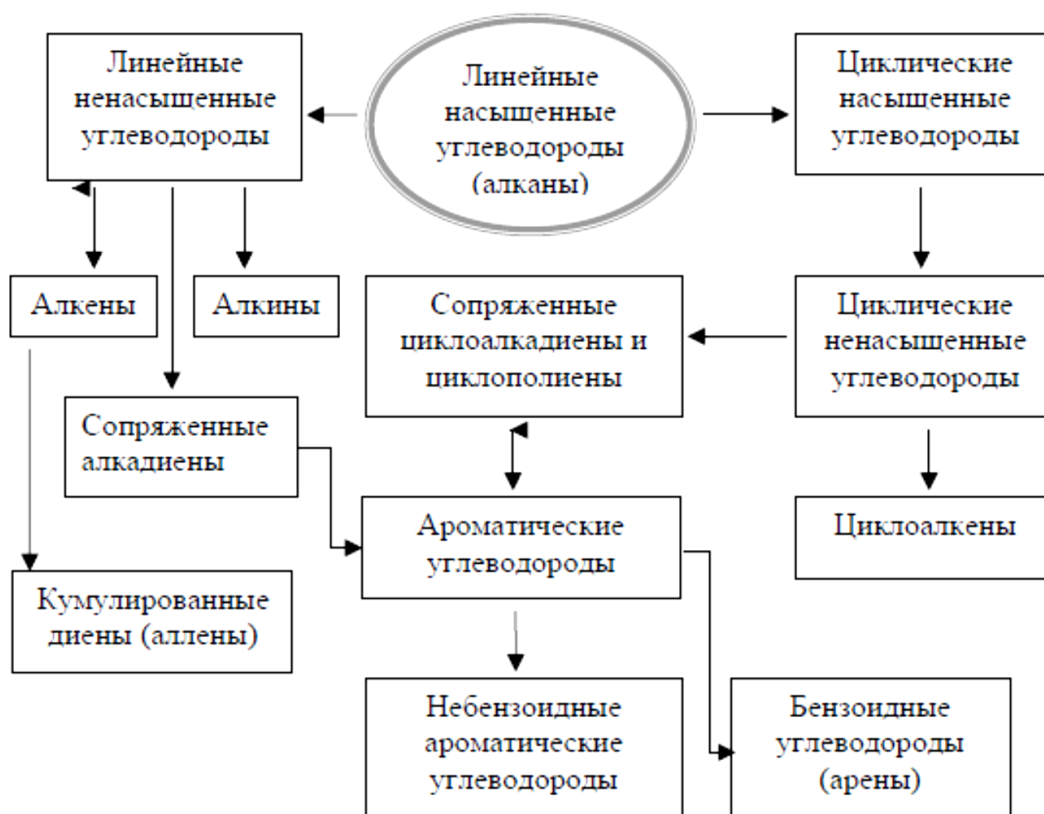 Линейные
ненасыщенные
углеводороды
Линейные
насыщенные
углеводороды
(алканы)
Циклические
насыщенные
углеводороды
Алкены
Алкины
Сопряженные
циклоалкадиены и
циклополиены
Циклические
ненасыщенные
углеводороды
Сопряженные
алкадиены
Ароматические
углеводороды
Циклоалкены
Кумулированные
диены (аллены)
Небензоидные
ароматические
углеводороды
Бензоидные
углеводороды
(арены)